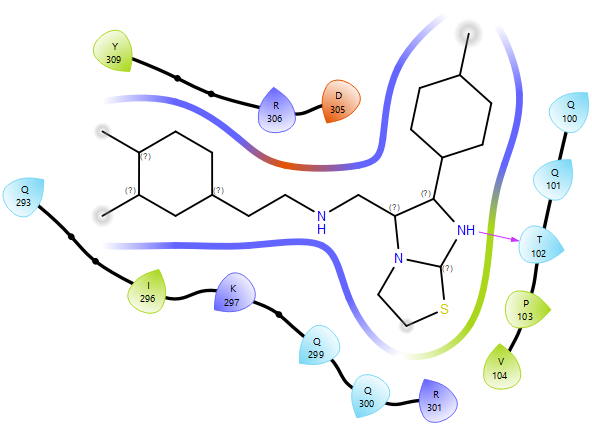 Y
309
R
306
D
305
Q
100
(?)
Q
101
(?)
(?)
(?)
(?)
(?)
Q
293
N
H
NH
T
102
N
(?)
I
296
K
297
S
P
103
Q
299
V
104
Q
300
R
301